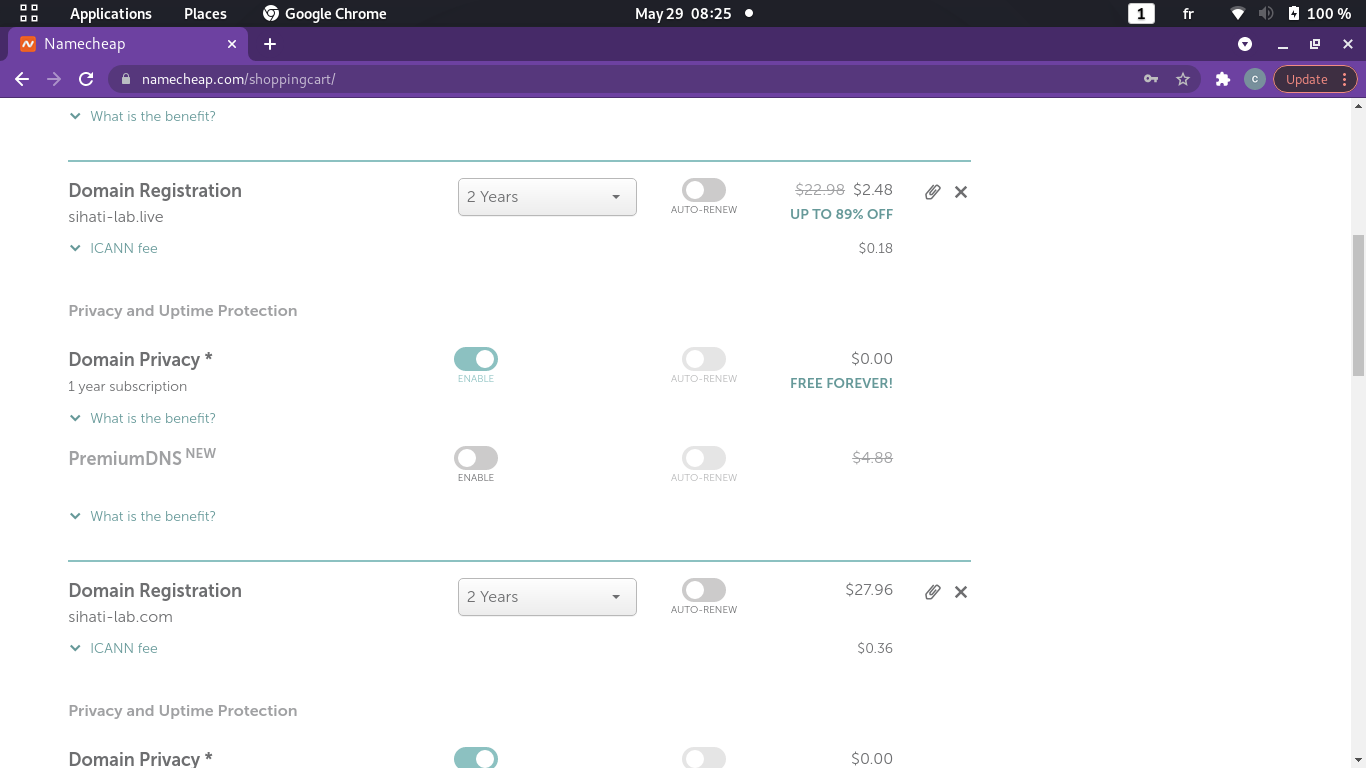 Applications Places Google Chrome May 29 08:25 1 fr 100 %
Namecheap
namecheap.com/shoppingcart/ C Update
What is the benefit?
Domain Registration 2 Years $22.98 $2.48
sihati-lab.live AUTO-RENEW UP TO 89% OFF
ICANN fee $0.18
Privacy and Uptime Protection
Domain Privacy * $0.00
1 year subscription ENABLE AUTO-RENEW FREE FOREVER!
What is the benefit?
PremiumDNS NEW $4.88
ENABLE AUTO-RENEW
What is the benefit?
Domain Registration 2 Years $27.96
sihati-lab.com AUTO-RENEW
ICANN fee $0.36
Privacy and Uptime Protection
Domain Privacy * $0.00